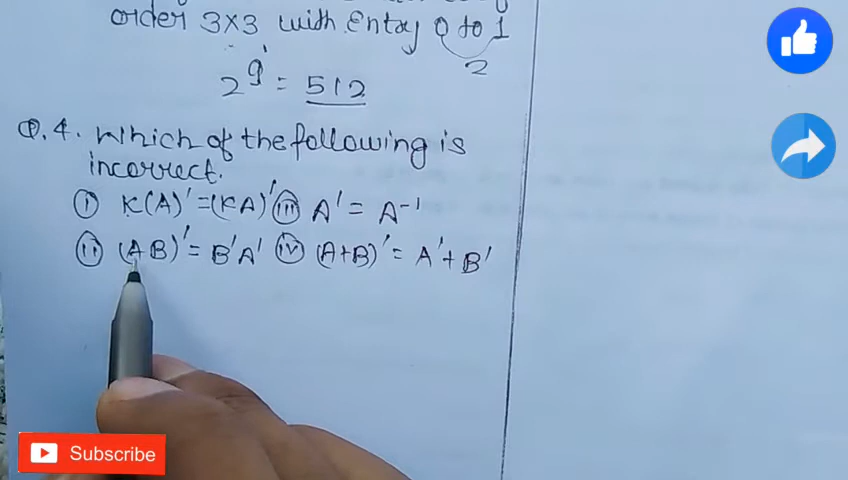 order 3×3 with Entry 0 to 1
2
2⁹ = 512
Q.4. Which of the following is
incorrect.
(i) K(A)' = (KA)' (iii) A' = A⁻¹
(ii) (AB)' = B'A' (iv) (A+B)' = A' + B'
Subscribe